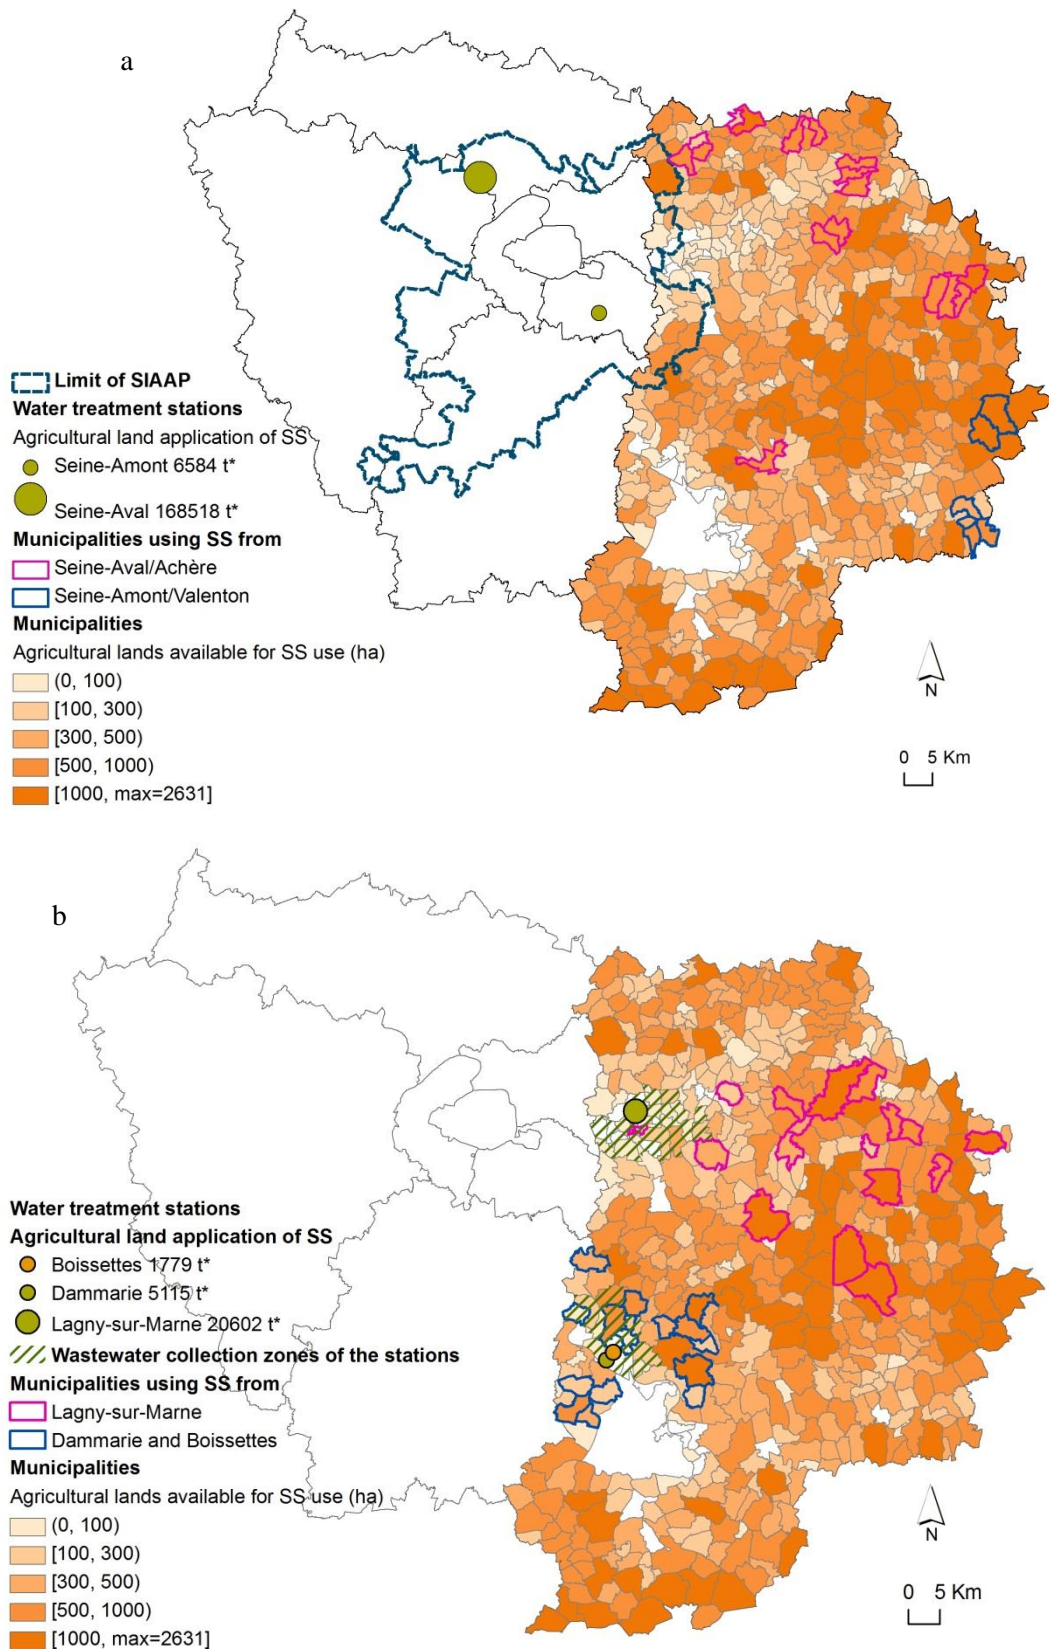 a
Limit of SIAAP
Water treatment stations
Agricultural land application of SS
Seine-Amont 6584 t*
Seine-Aval 168518 t*
Municipalities using SS from
Seine-Aval/Achère
Seine-Amont/Valenton
Municipalities
Agricultural lands available for SS use (ha)
(0, 100)
[100, 300)
[300, 500)
[500, 1000)
[1000, max=2631]
N
0 5 Km
b
Water treatment stations
Agricultural land application of SS
Boissettes 1779 t*
Dammarie 5115 t*
Lagny-sur-Marne 20602 t*
Wastewater collection zones of the stations
Municipalities using SS from
Lagny-sur-Marne
Dammarie and Boissettes
Municipalities
Agricultural lands available for SS use (ha)
(0, 100)
[100, 300)
[300, 500)
[500, 1000)
[1000, max=2631]
N
0 5 Km